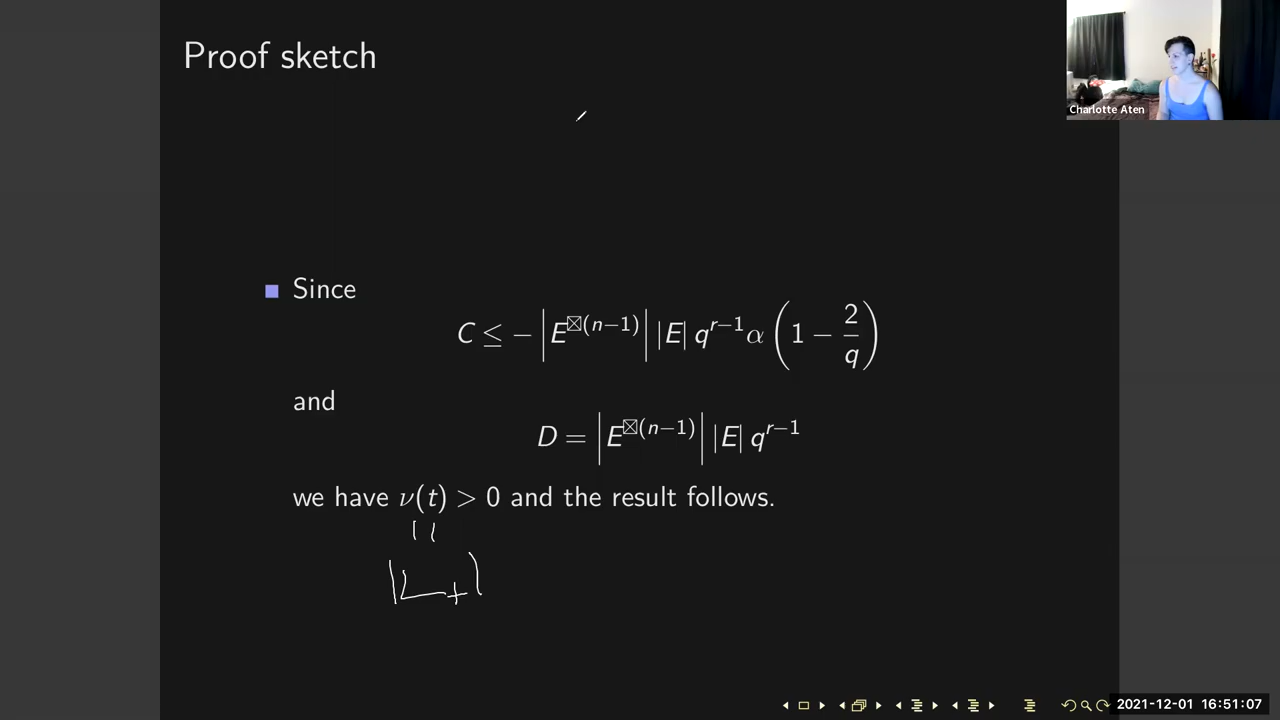 Proof sketch
Charlotte Aten
Since
C ≤ − |E^{⊠(n−1)}| |E| q^{r−1} α (1 − 2/q)
and
D = |E^{⊠(n−1)}| |E| q^{r−1}
we have ν(t) > 0 and the result follows.
|L_t|
2021-12-01 16:51:07